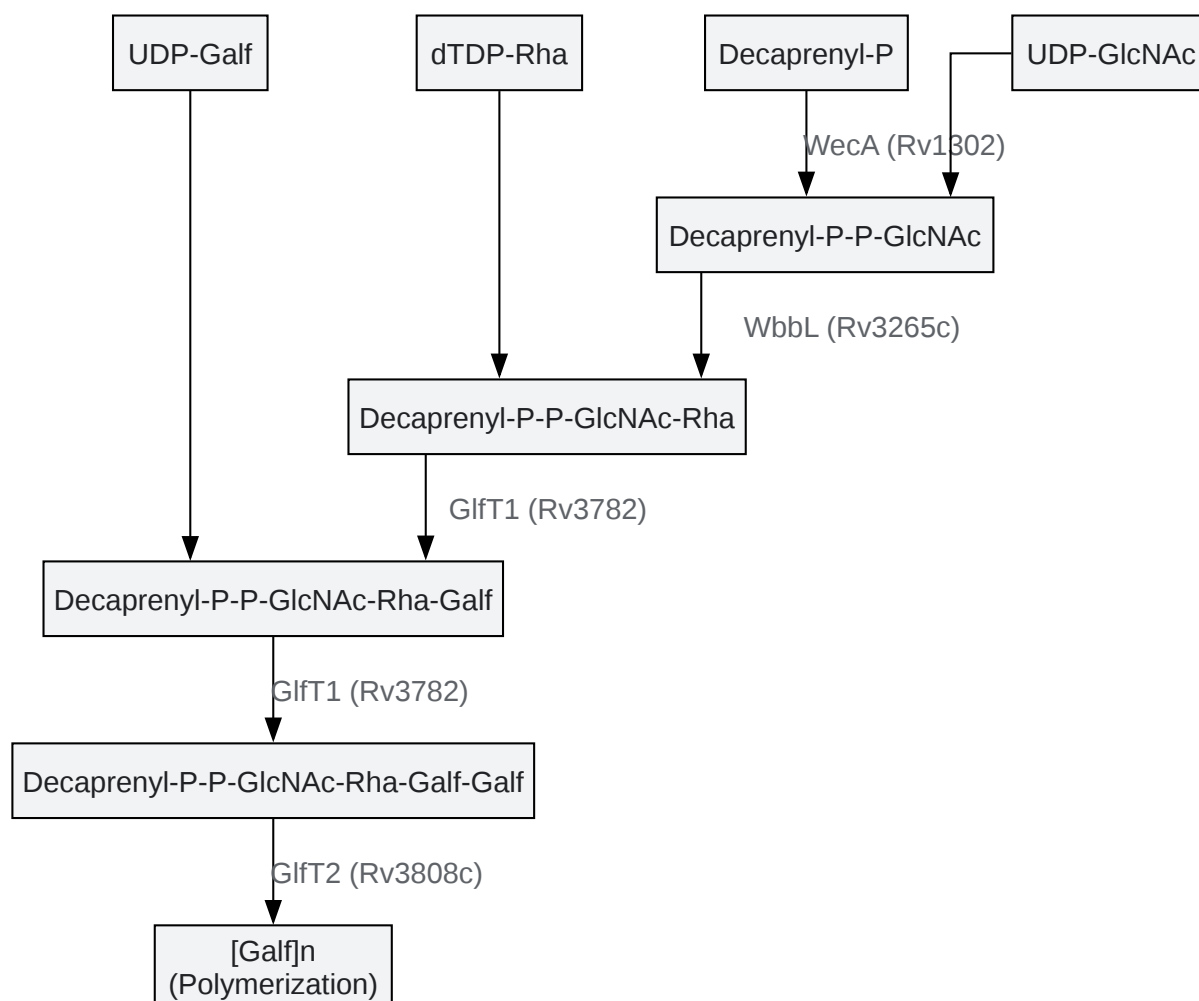 UDP-Galf
dTDP-Rha
Decaprenyl-P
UDP-GlcNAc
WecA (Rv1302)
Decaprenyl-P-P-GlcNAc
WbbL (Rv3265c)
Decaprenyl-P-P-GlcNAc-Rha
GlfT1 (Rv3782)
Decaprenyl-P-P-GlcNAc-Rha-Galf
GlfT1 (Rv3782)
Decaprenyl-P-P-GlcNAc-Rha-Galf-Galf
GlfT2 (Rv3808c)
[Galf]n
(Polymerization)